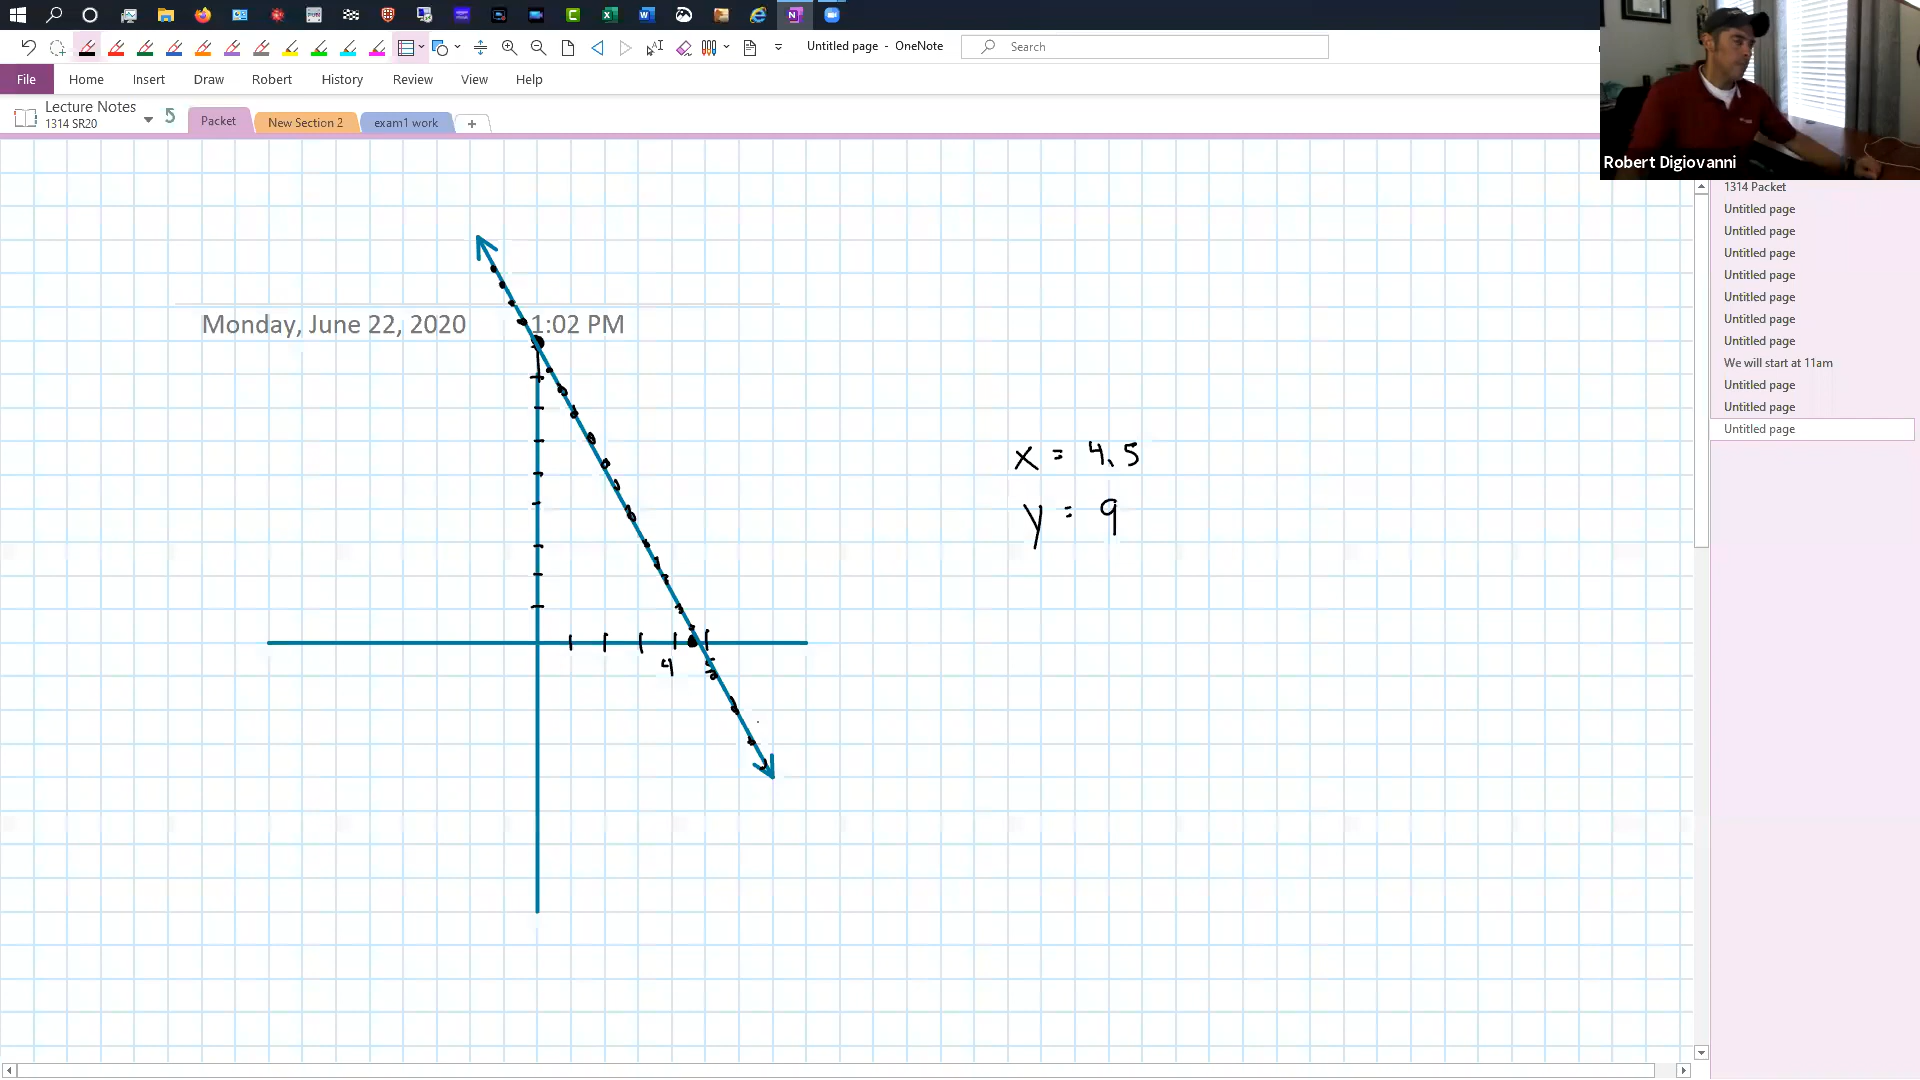 Untitled page - OneNote
Search
File
Home
Insert
Draw
Robert
History
Review
View
Help
Lecture Notes
1314 SR20
Packet
New Section 2
exam1 work
Robert Digiovanni
1314 Packet
Untitled page
Untitled page
Untitled page
Untitled page
Untitled page
Untitled page
Untitled page
We will start at 11am
Untitled page
Untitled page
Untitled page
Monday, June 22, 2020 1:02 PM
x = 4.5
y = 9
4 5